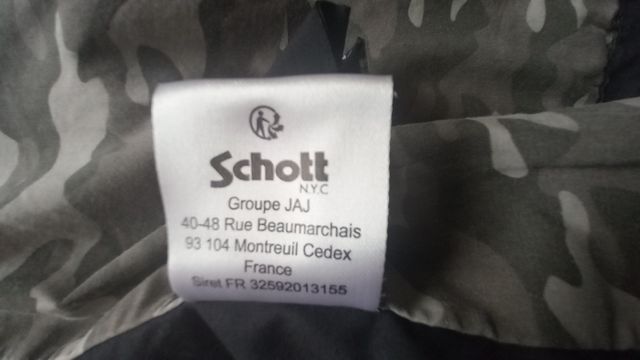 Schott
N.Y.C
Groupe JAJ
40-48 Rue Beaumarchais
93 104 Montreuil Cedex
France
Siret FR 32592013155